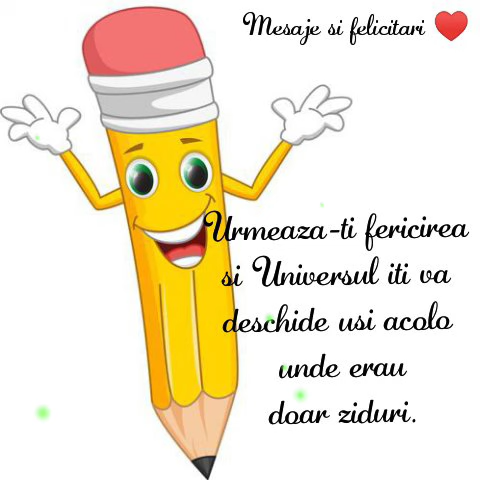 Mesaje si felicitari ❤️
Urmeaza-ti fericirea
si Universul iti va
deschide usi acolo
unde erau
doar ziduri.